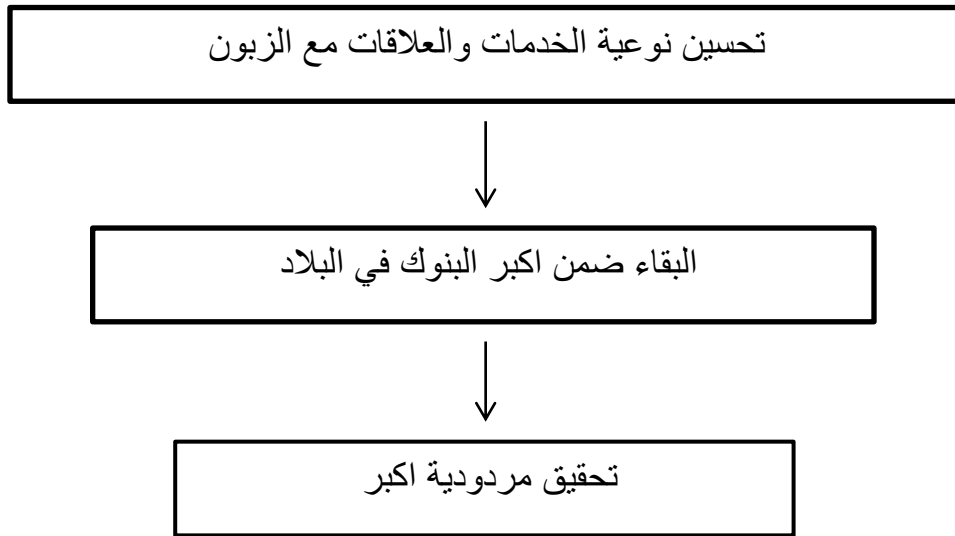 تحسين نوعية الخدمات والعلاقات مع الزبون
البقاء ضمن اكبر البنوك في البلاد
تحقيق مردودية اكبر